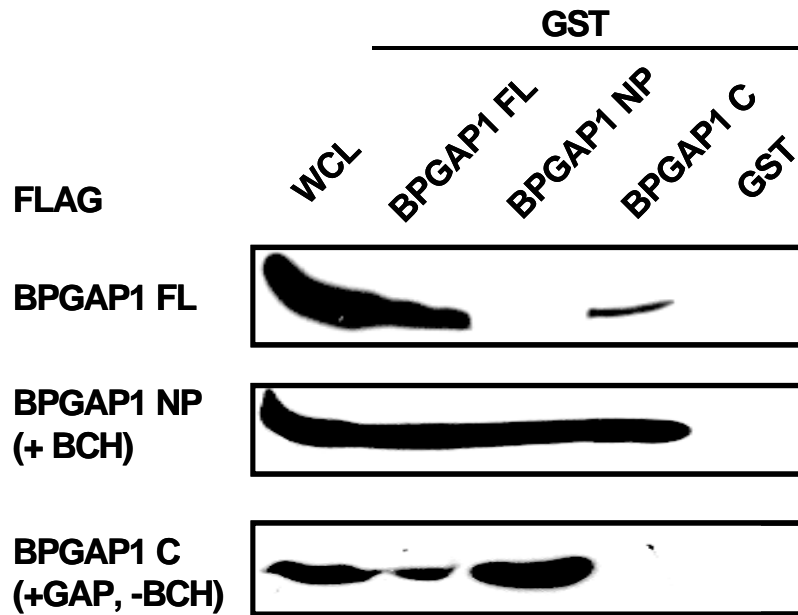 GST
WCL
BPGAP1 FL
BPGAP1 NP
BPGAP1 C
GST
FLAG
BPGAP1 FL
BPGAP1 NP
(+ BCH)
BPGAP1 C
(+GAP, -BCH)